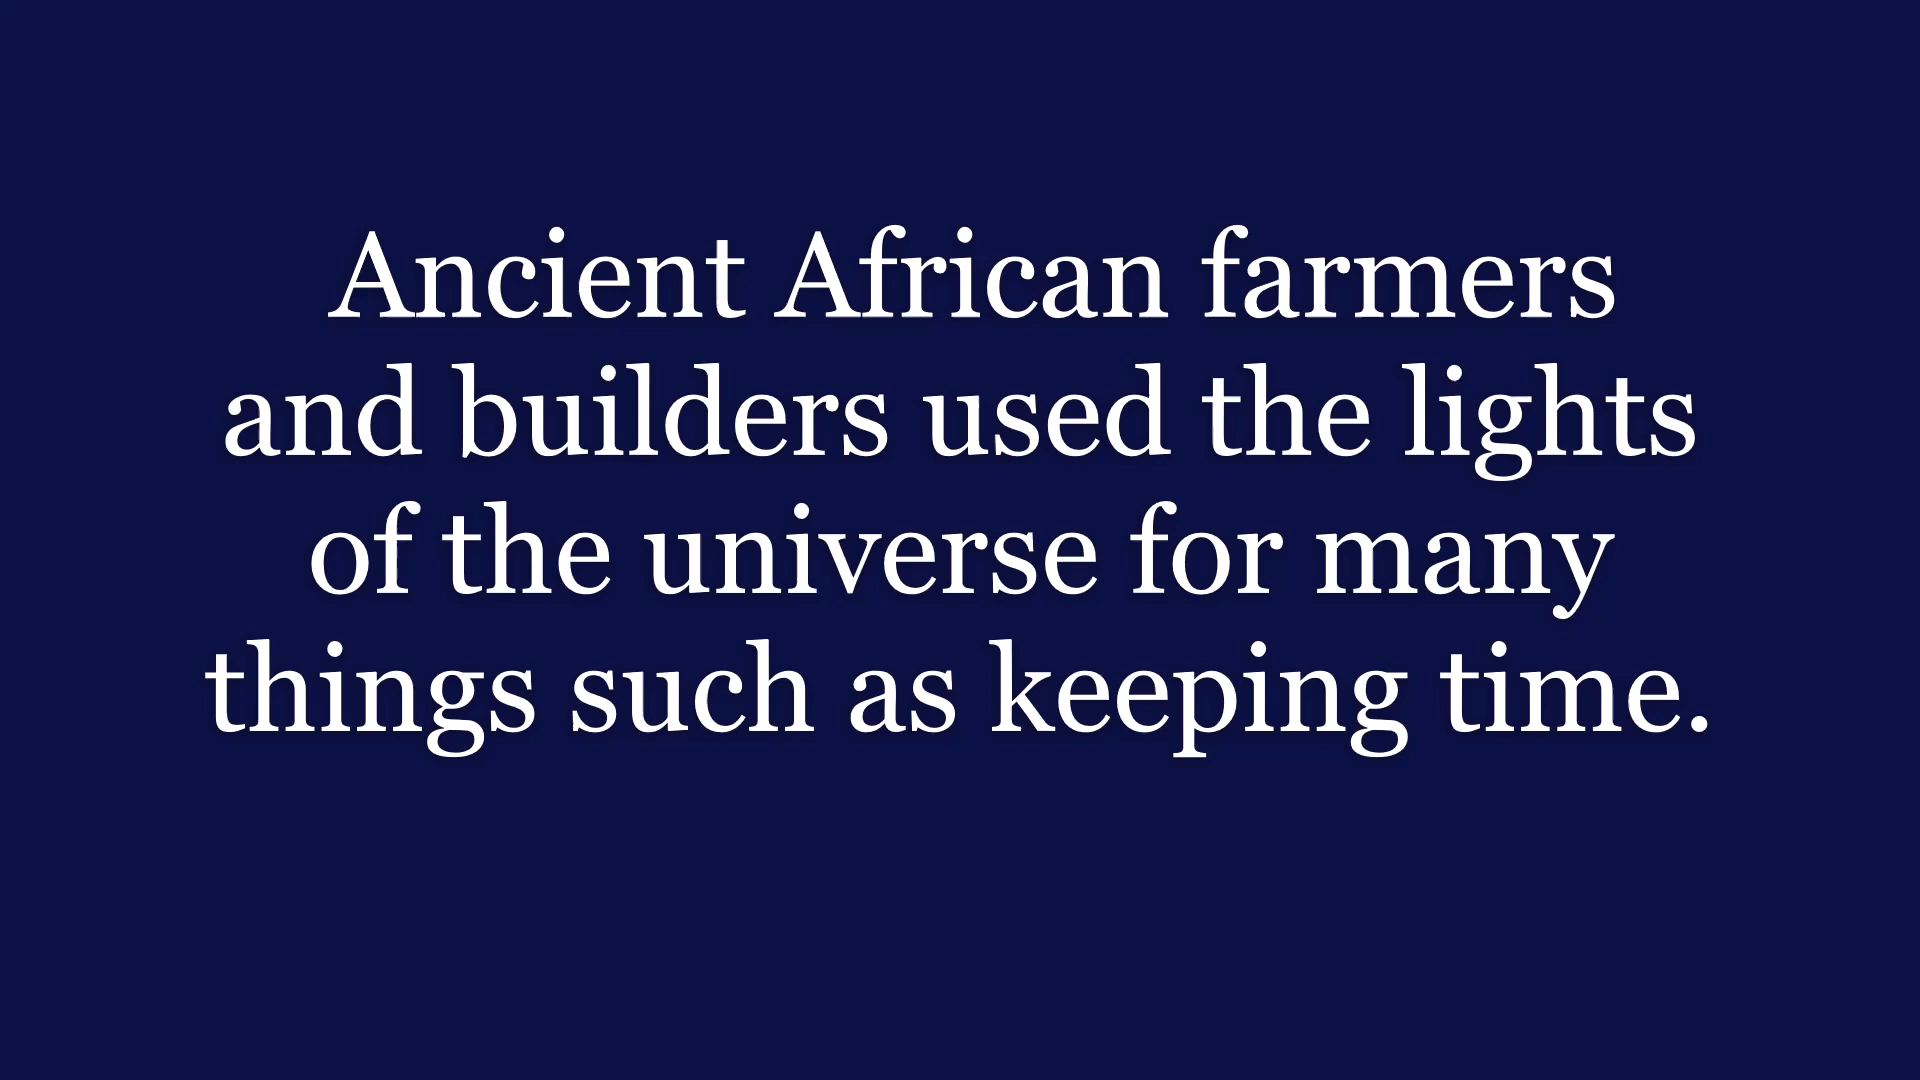 Ancient African farmers
and builders used the lights
of the universe for many
things such as keeping time.